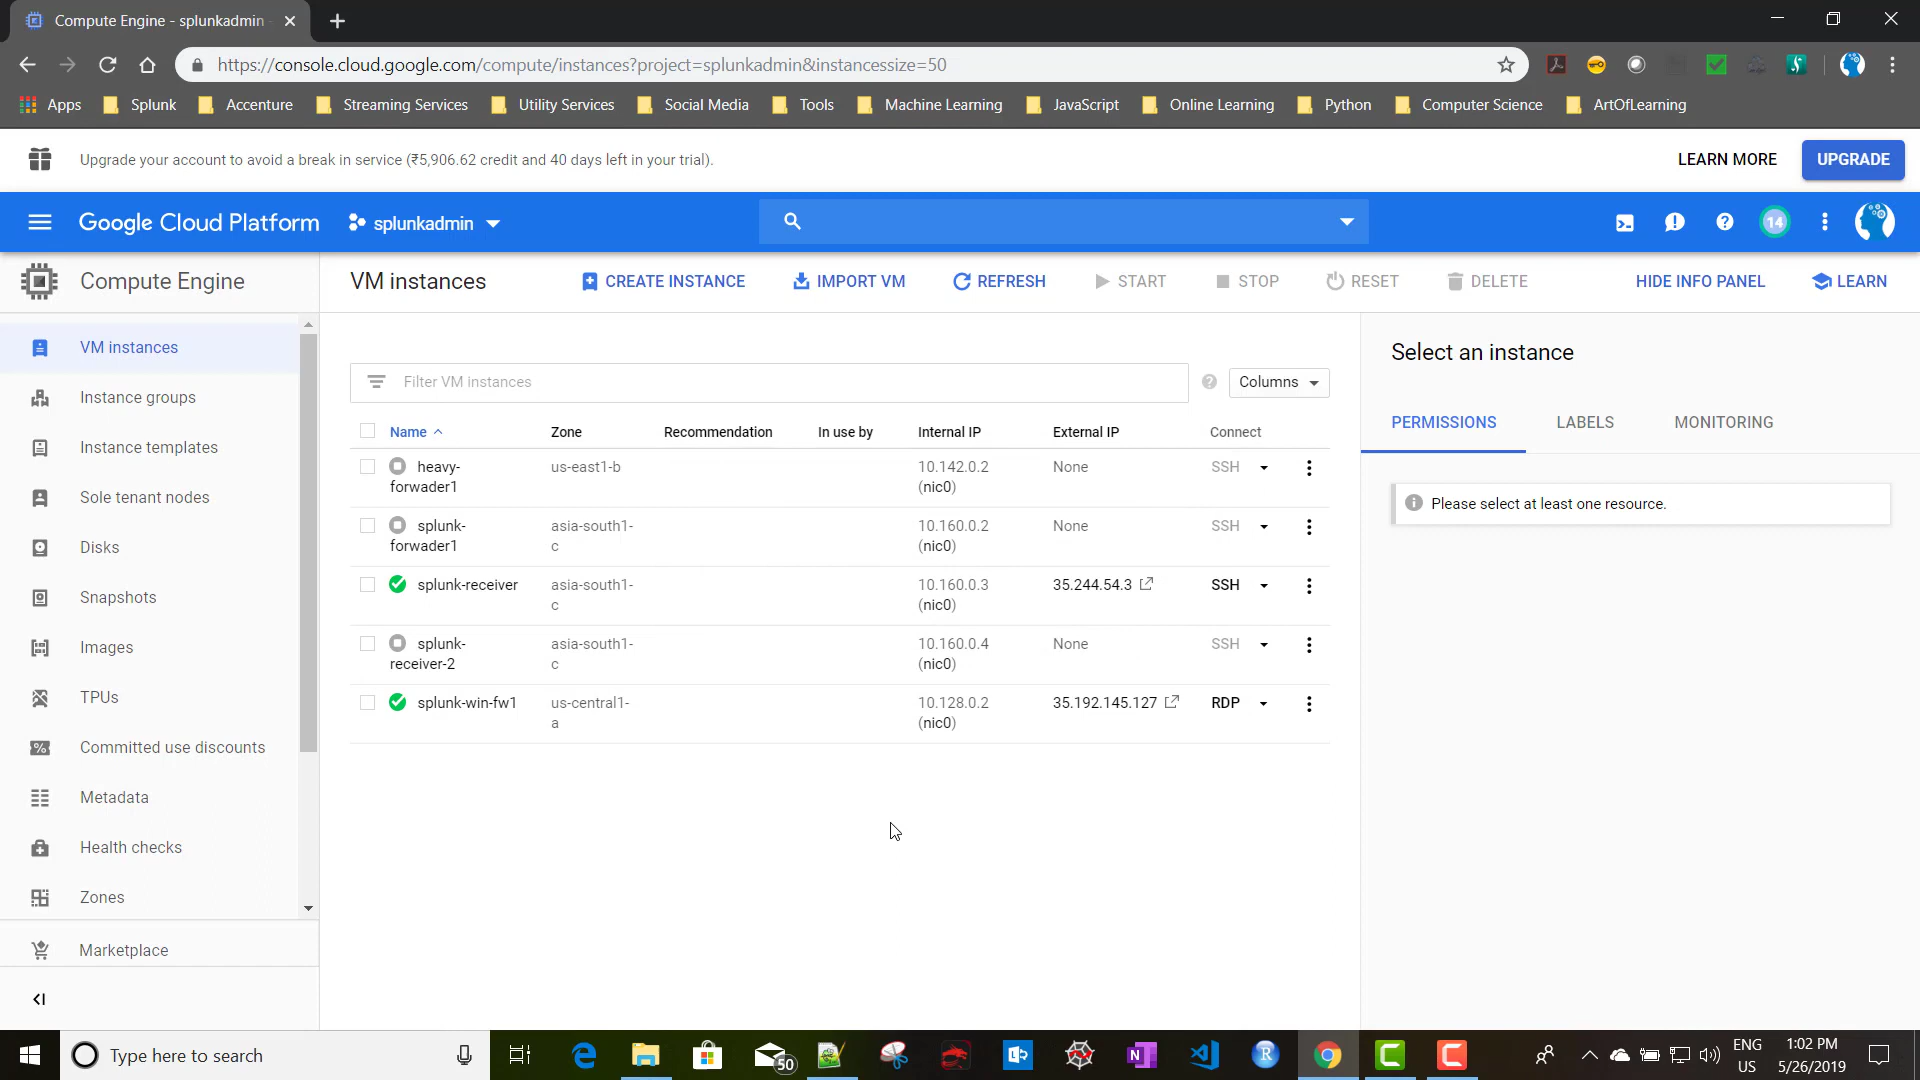 Compute Engine - splunkadmin
https://console.cloud.google.com/compute/instances?project=splunkadmin&instancessize=50
Apps Splunk Accenture Streaming Services Utility Services Social Media Tools Machine Learning JavaScript Online Learning Python Computer Science ArtOfLearning
Upgrade your account to avoid a break in service (₹5,906.62 credit and 40 days left in your trial). LEARN MORE UPGRADE
Google Cloud Platform splunkadmin 14
Compute Engine
VM instances CREATE INSTANCE IMPORT VM REFRESH START STOP RESET DELETE HIDE INFO PANEL LEARN
VM instances
Instance groups
Instance templates
Sole tenant nodes
Disks
Snapshots
Images
TPUs
Committed use discounts
Metadata
Health checks
Zones
Marketplace
Filter VM instances Columns
Name Zone Recommendation In use by Internal IP External IP Connect
heavy- us-east1-b 10.142.0.2 None SSH
forwader1 (nic0)
splunk- asia-south1- 10.160.0.2 None SSH
forwader1 c (nic0)
splunk-receiver asia-south1- 10.160.0.3 35.244.54.3 SSH
c (nic0)
splunk- asia-south1- 10.160.0.4 None SSH
receiver-2 c (nic0)
splunk-win-fw1 us-central1- 10.128.0.2 35.192.145.127 RDP
a (nic0)
Select an instance
PERMISSIONS LABELS MONITORING
Please select at least one resource.
Type here to search
50
ENG
US
1:02 PM
5/26/2019